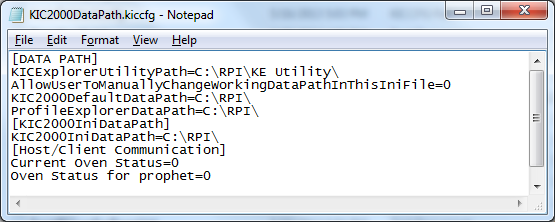 KIC2000DataPath.kiccfg - Notepad
File Edit Format View Help
[DATA PATH]
KICExplorerUtilityPath=C:\RPI\KE Utility\
AllowUserToManuallyChangeWorkingDataPathInThisIniFile=0
KIC2000DefaultDataPath=C:\RPI\
ProfileExplorerDataPath=C:\RPI\
[KIC2000IniDataPath]
KIC2000IniDataPath=C:\RPI\
[Host/Client Communication]
Current Oven Status=0
Oven Status for prophet=0